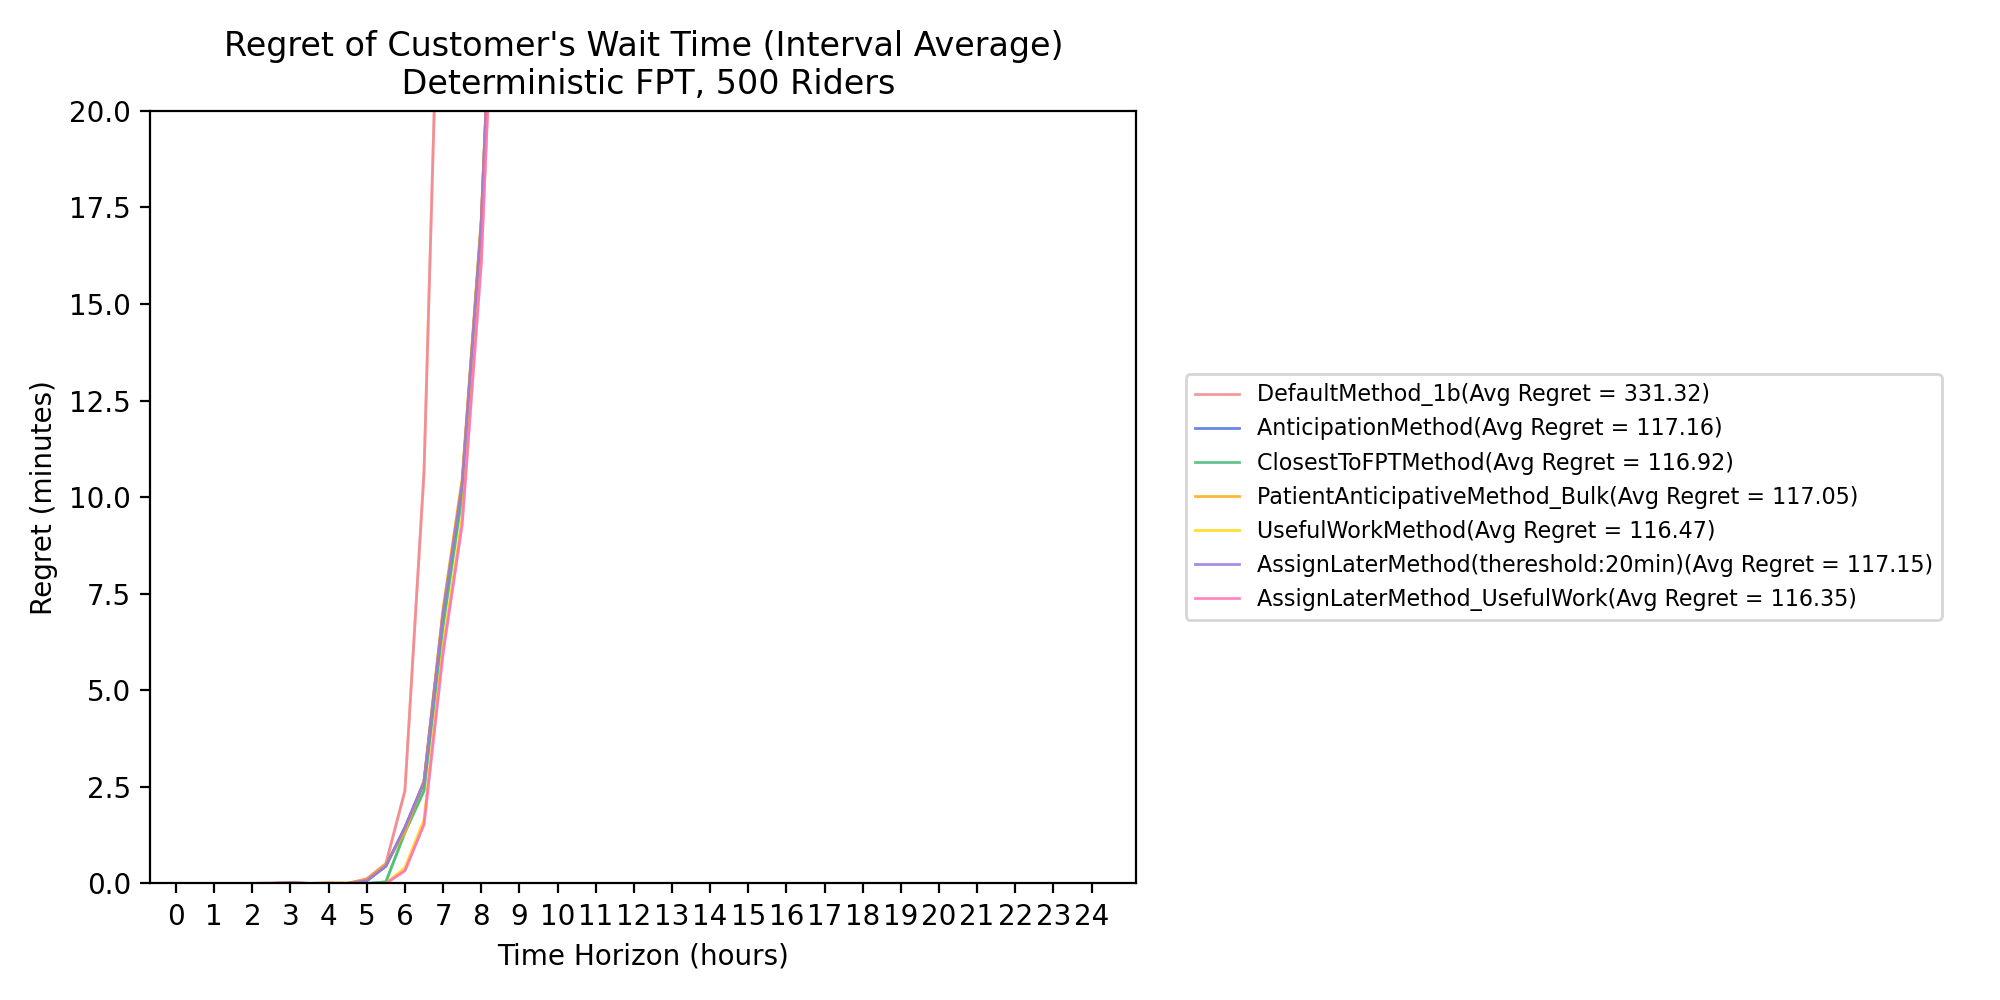 Regret of Customer's Wait Time (Interval Average)
Deterministic FPT, 500 Riders
20.0
17.5
15.0
12.5
10.0
7.5
5.0
2.5
0.0
Regret (minutes)
0 1 2 3 4 5 6 7 8 9 10 11 12 13 14 15 16 17 18 19 20 21 22 23 24
Time Horizon (hours)
DefaultMethod_1b(Avg Regret = 331.32)
AnticipationMethod(Avg Regret = 117.16)
ClosestToFPTMethod(Avg Regret = 116.92)
PatientAnticipativeMethod_Bulk(Avg Regret = 117.05)
UsefulWorkMethod(Avg Regret = 116.47)
AssignLaterMethod(thereshold:20min)(Avg Regret = 117.15)
AssignLaterMethod_UsefulWork(Avg Regret = 116.35)